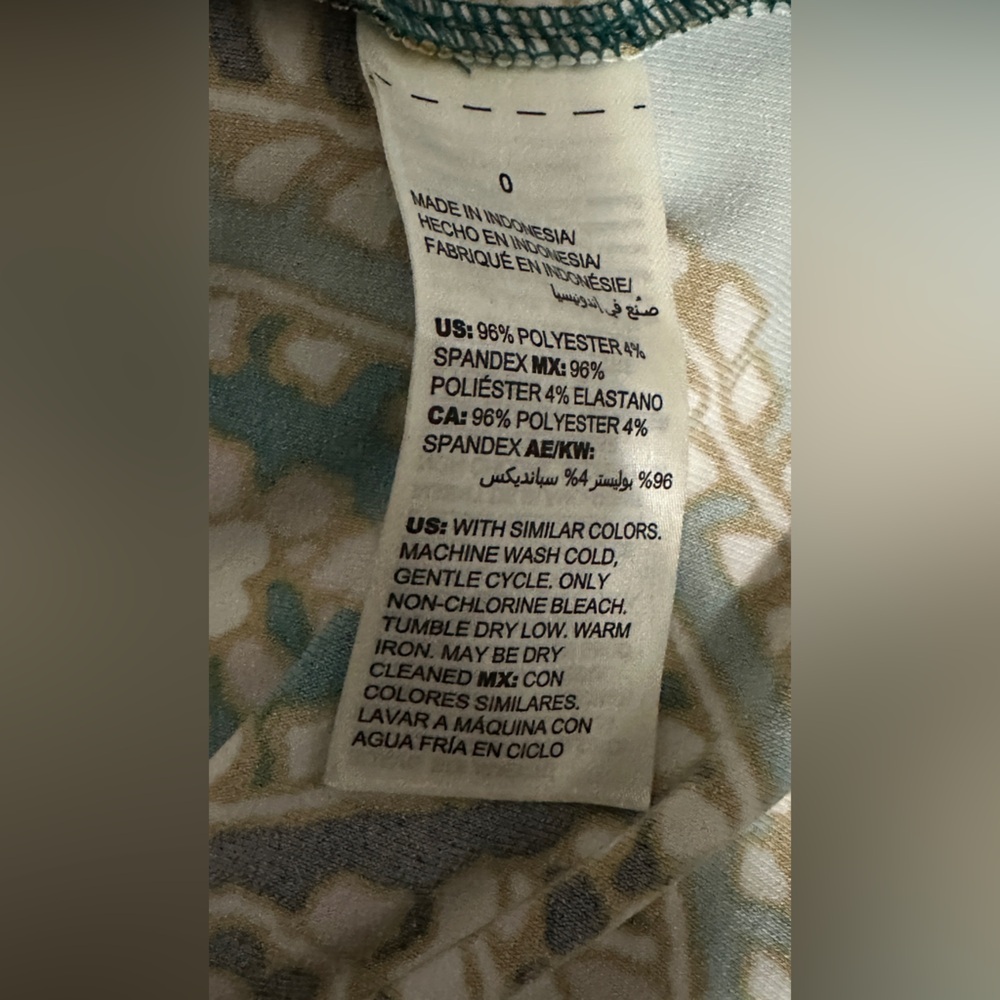 0
MADE IN INDONESIA/
HECHO EN INDONESIA/
FABRIQUÉ EN INDONÉSIE/
صنّع في إندونيسيا
US: 96% POLYESTER 4%
SPANDEX MX: 96%
POLIÉSTER 4% ELASTANO
CA: 96% POLYESTER 4%
SPANDEX AE/KW:
96% بوليستر 4% سبانديكس
US: WITH SIMILAR COLORS.
MACHINE WASH COLD,
GENTLE CYCLE. ONLY
NON-CHLORINE BLEACH.
TUMBLE DRY LOW. WARM
IRON. MAY BE DRY
CLEANED MX: CON
COLORES SIMILARES.
LAVAR A MÁQUINA CON
AGUA FRÍA EN CICLO